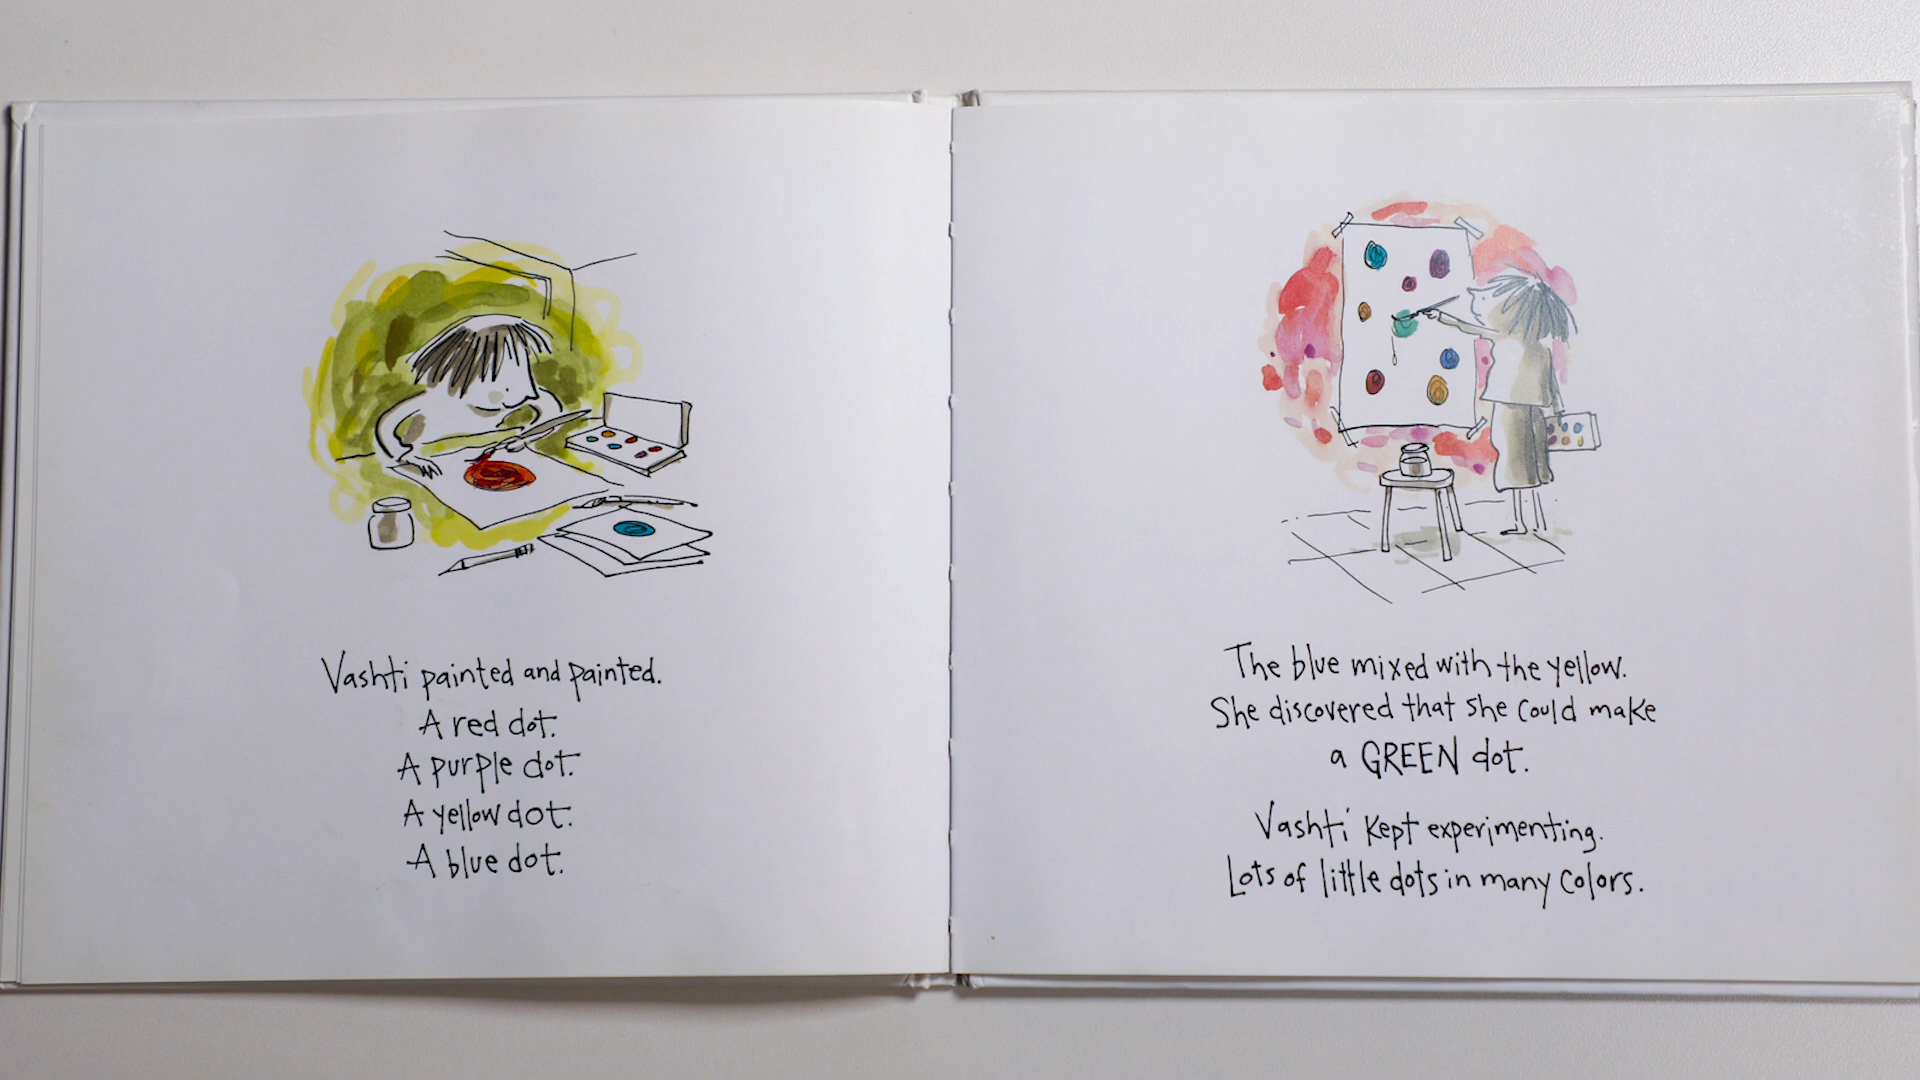 Vashti painted and painted.
A red dot.
A purple dot.
A yellow dot.
A blue dot.
The blue mixed with the yellow.
She discovered that she could make
a GREEN dot.
Vashti kept experimenting.
Lots of little dots in many colors.